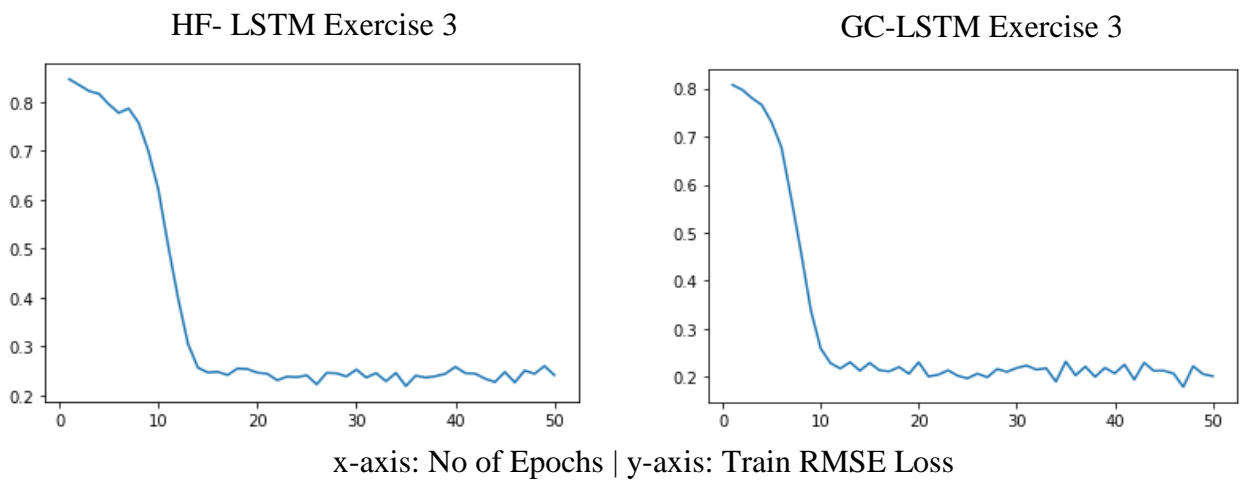 HF- LSTM Exercise 3
GC-LSTM Exercise 3
0.8
0.7
0.6
0.5
0.4
0.3
0.2
0 10 20 30 40 50
0.8
0.7
0.6
0.5
0.4
0.3
0.2
0 10 20 30 40 50
x-axis: No of Epochs | y-axis: Train RMSE Loss